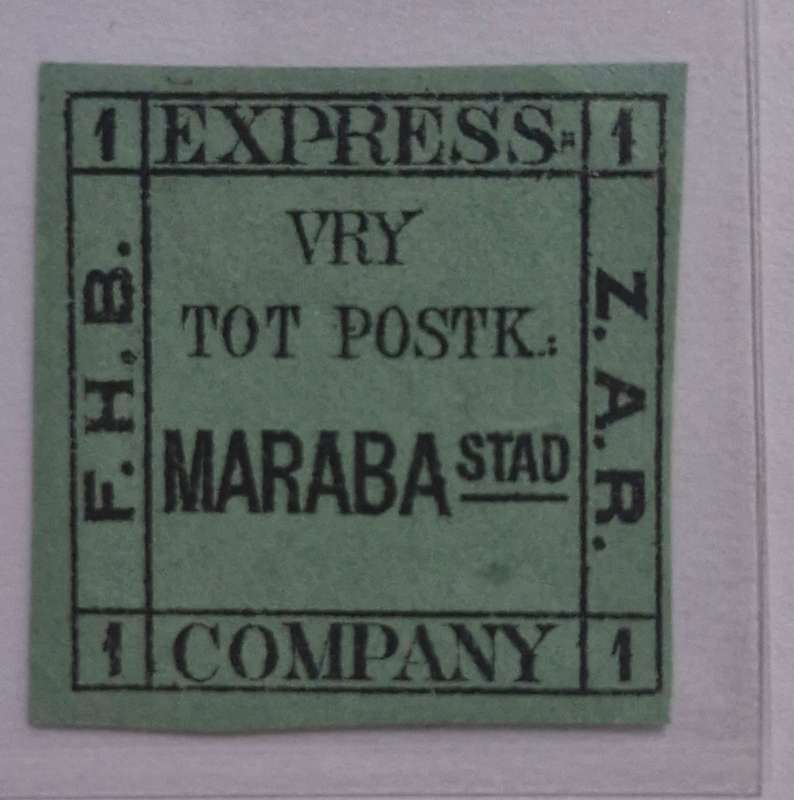 1 EXPRESS 1
VRY
TOT POSTK.:
MARABA STAD
F.H.B.
Z.A.R.
1 COMPANY 1